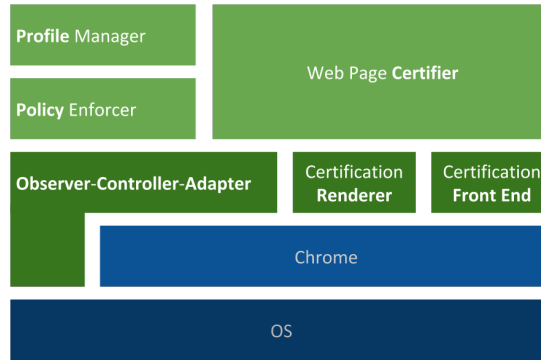 Profile Manager
Web Page Certifier
Policy Enforcer
Observer-Controller-Adapter
Certification
Renderer
Certification
Front End
Chrome
OS